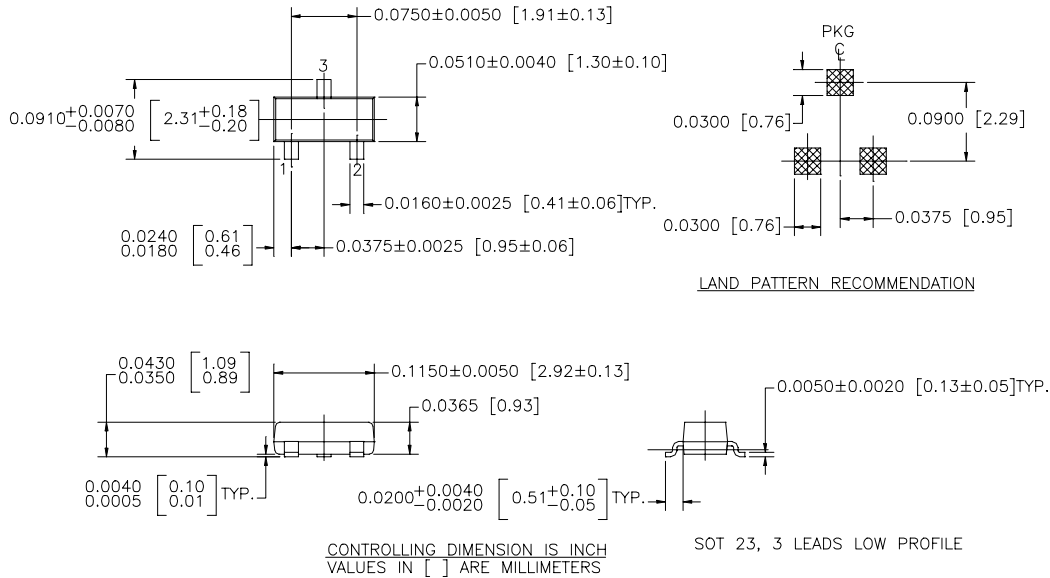 0.0750±0.0050 [1.91±0.13]
3
0.0510±0.0040 [1.30±0.10]
0.0910+0.0070 -0.0080 [2.31+0.18 -0.20]
1
2
0.0160±0.0025 [0.41±0.06]TYP.
0.0240 [0.61
0.0180 0.46]
0.0375±0.0025 [0.95±0.06]
PKG
C L
0.0300 [0.76]
0.0900 [2.29]
0.0300 [0.76]
0.0375 [0.95]
LAND PATTERN RECOMMENDATION
0.0430 [1.09
0.0350 0.89]
0.1150±0.0050 [2.92±0.13]
0.0365 [0.93]
0.0050±0.0020 [0.13±0.05]TYP.
0.0040 [0.10
0.0005 0.01] TYP.
0.0200+0.0040 -0.0020 [0.51+0.10 -0.05] TYP.
CONTROLLING DIMENSION IS INCH
VALUES IN [ ] ARE MILLIMETERS
SOT 23, 3 LEADS LOW PROFILE